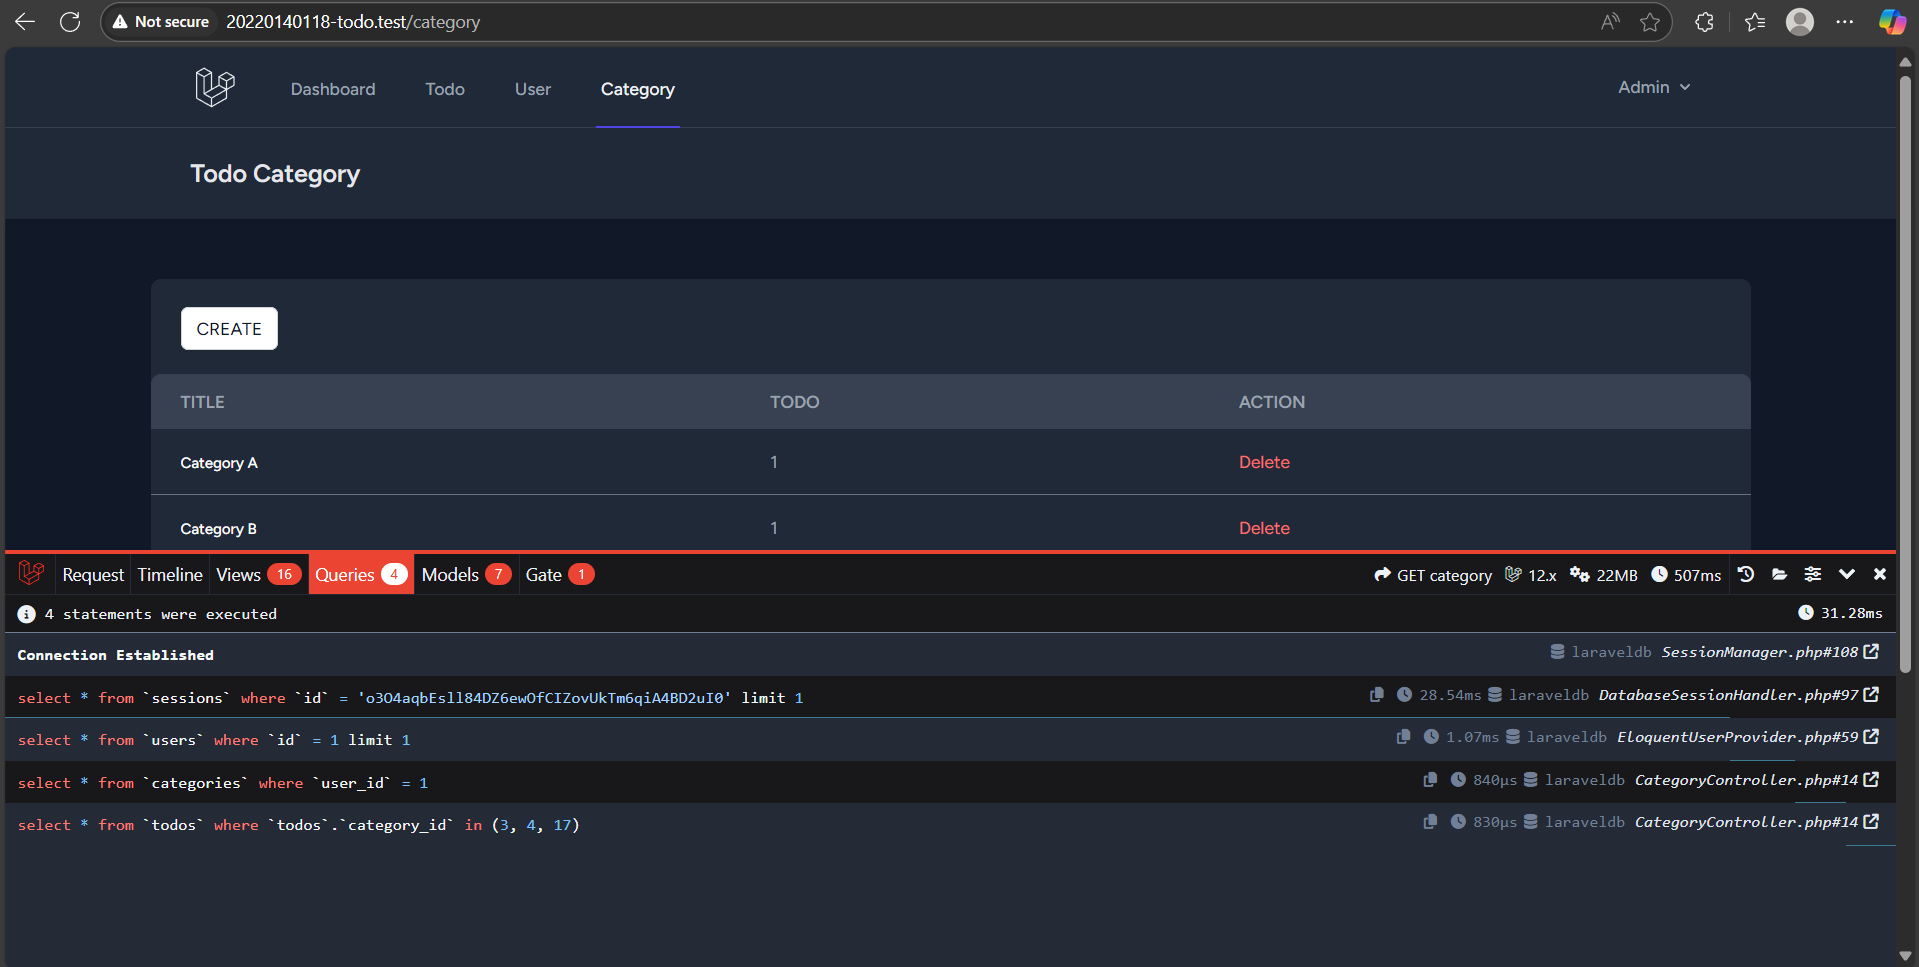 Not secure 20220140118-todo.test/category
Dashboard Todo User Category Admin
Todo Category
CREATE
TITLE TODO ACTION
Category A 1 Delete
Category B 1 Delete
Request Timeline Views 16 Queries 4 Models 7 Gate 1 GET category 12.x 22MB 507ms
4 statements were executed 31.28ms
Connection Established laraveldb SessionManager.php#108
select * from `sessions` where `id` = 'o3O4aqbEsll84DZ6ewOfCIZovUkTm6qiA4BD2uI0' limit 1 28.54ms laraveldb DatabaseSessionHandler.php#97
select * from `users` where `id` = 1 limit 1 1.07ms laraveldb EloquentUserProvider.php#59
select * from `categories` where `user_id` = 1 840μs laraveldb CategoryController.php#14
select * from `todos` where `todos`.`category_id` in (3, 4, 17) 830μs laraveldb CategoryController.php#14